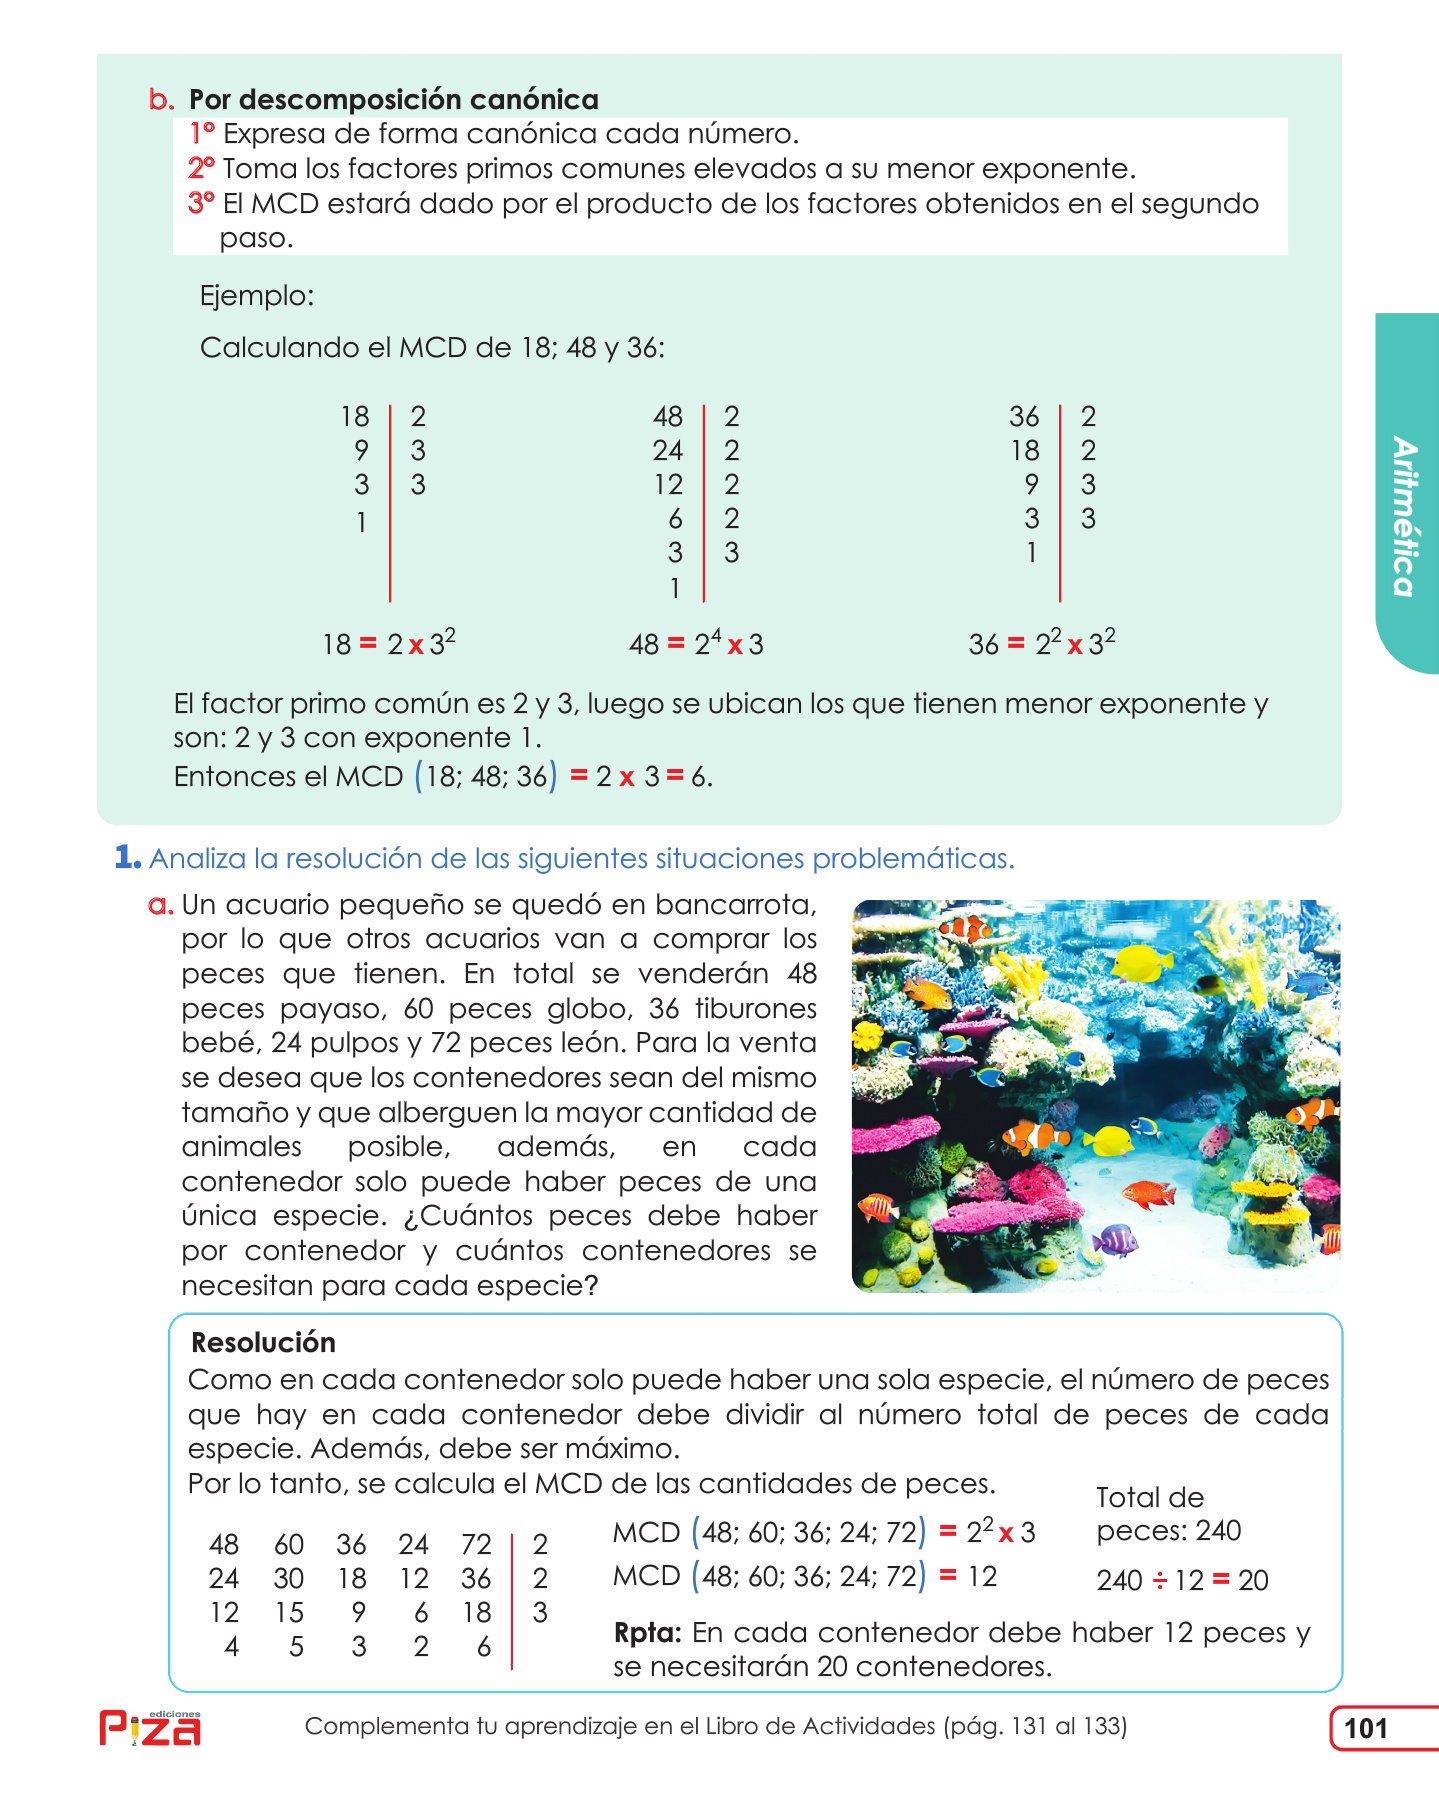 b. Por descomposición canónica
1° Expresa de forma canónica cada número.
2° Toma los factores primos comunes elevados a su menor exponente.
3° El MCD estará dado por el producto de los factores obtenidos en el segundo
paso.
Ejemplo:
Calculando el MCD de 18; 48 y 36:
18 | 2
9 | 3
3 | 3
1
18 = 2 x 3²
48 | 2
24 | 2
12 | 2
6 | 2
3 | 3
1
48 = 2⁴ x 3
36 | 2
18 | 2
9 | 3
3 | 3
1
36 = 2² x 3²
El factor primo común es 2 y 3, luego se ubican los que tienen menor exponente y
son: 2 y 3 con exponente 1.
Entonces el MCD (18; 48; 36) = 2 x 3 = 6.
Aritmética
1. Analiza la resolución de las siguientes situaciones problemáticas.
a. Un acuario pequeño se quedó en bancarrota,
por lo que otros acuarios van a comprar los
peces que tienen. En total se venderán 48
peces payaso, 60 peces globo, 36 tiburones
bebé, 24 pulpos y 72 peces león. Para la venta
se desea que los contenedores sean del mismo
tamaño y que alberguen la mayor cantidad de
animales posible, además, en cada
contenedor solo puede haber peces de una
única especie. ¿Cuántos peces debe haber
por contenedor y cuántos contenedores se
necesitan para cada especie?
Resolución
Como en cada contenedor solo puede haber una sola especie, el número de peces
que hay en cada contenedor debe dividir al número total de peces de cada
especie. Además, debe ser máximo.
Por lo tanto, se calcula el MCD de las cantidades de peces.
48 60 36 24 72 | 2
24 30 18 12 36 | 2
12 15 9 6 18 | 3
4 5 3 2 6
MCD (48; 60; 36; 24; 72) = 2² x 3
MCD (48; 60; 36; 24; 72) = 12
Total de
peces: 240
240 ÷ 12 = 20
Rpta: En cada contenedor debe haber 12 peces y
se necesitarán 20 contenedores.
ediciones
Piza
Complementa tu aprendizaje en el Libro de Actividades (pág. 131 al 133)
101